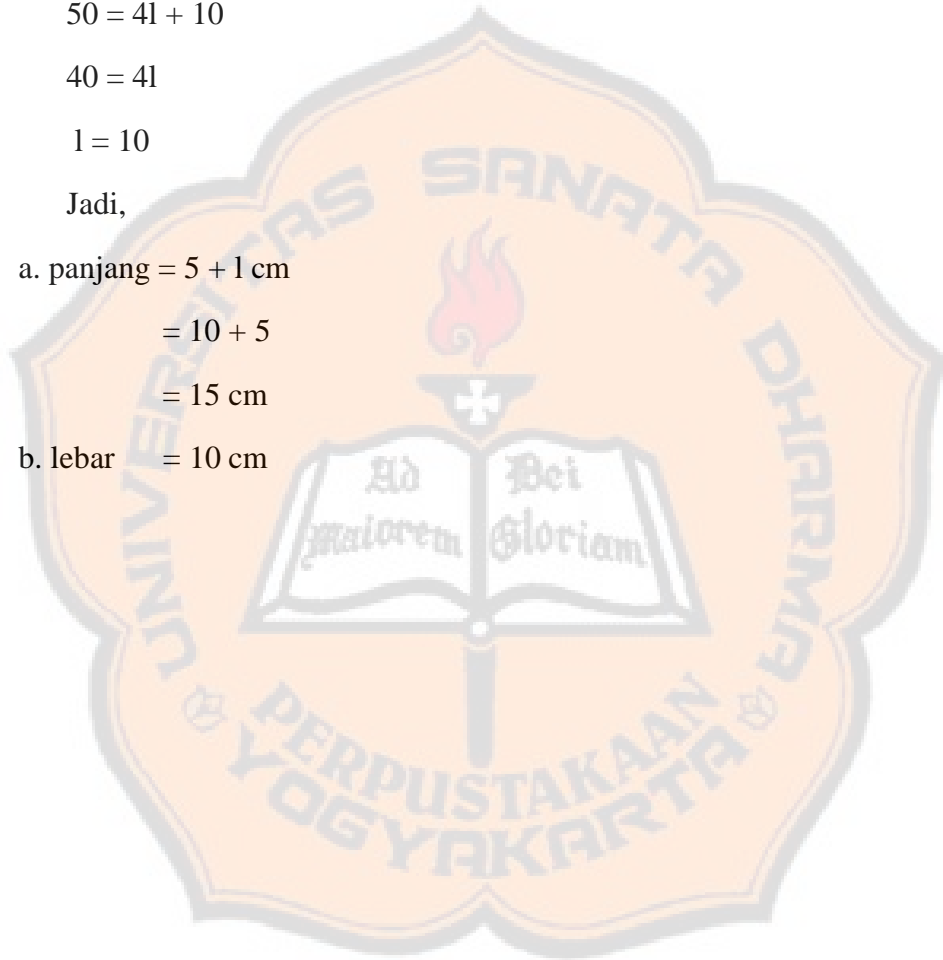 50 = 4l + 10
40 = 4l
l = 10
Jadi,
a. panjang = 5 + l cm
= 10 + 5
= 15 cm
b. lebar = 10 cm
UNIVERSITAS SANATA DHARMA
Ad Dei
Maiorem Gloriam
PERPUSTAKAAN
YOGYAKARTA